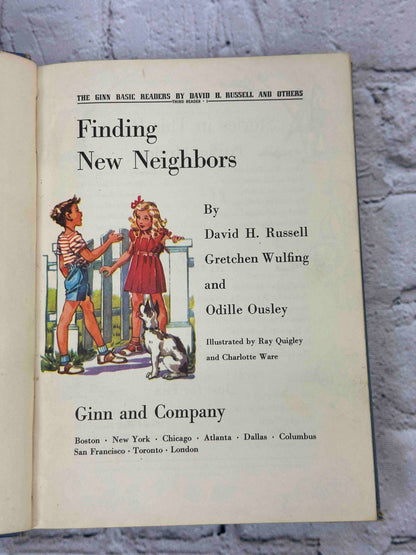 THE GINN BASIC READERS BY DAVID H. RUSSELL AND OTHERS
THIRD READER · I
Finding
New Neighbors
By
David H. Russell
Gretchen Wulfing
and
Odille Ousley
Illustrated by Ray Quigley
and Charlotte Ware
Ginn and Company
Boston · New York · Chicago · Atlanta · Dallas · Columbus
San Francisco · Toronto · London